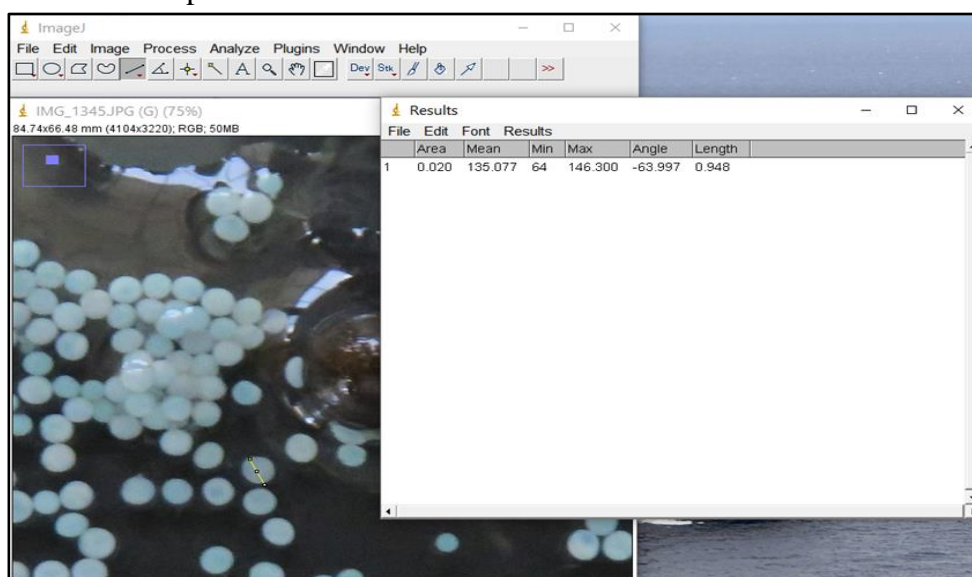 ImageJ
File Edit Image Process Analyze Plugins Window Help
A Dev Stk >>
IMG_1345.JPG (G) (75%)
84.74x66.48 mm (4104x3220); RGB; 50MB
Results
File Edit Font Results
Area Mean Min Max Angle Length
1 0.020 135.077 64 146.300 -63.997 0.948